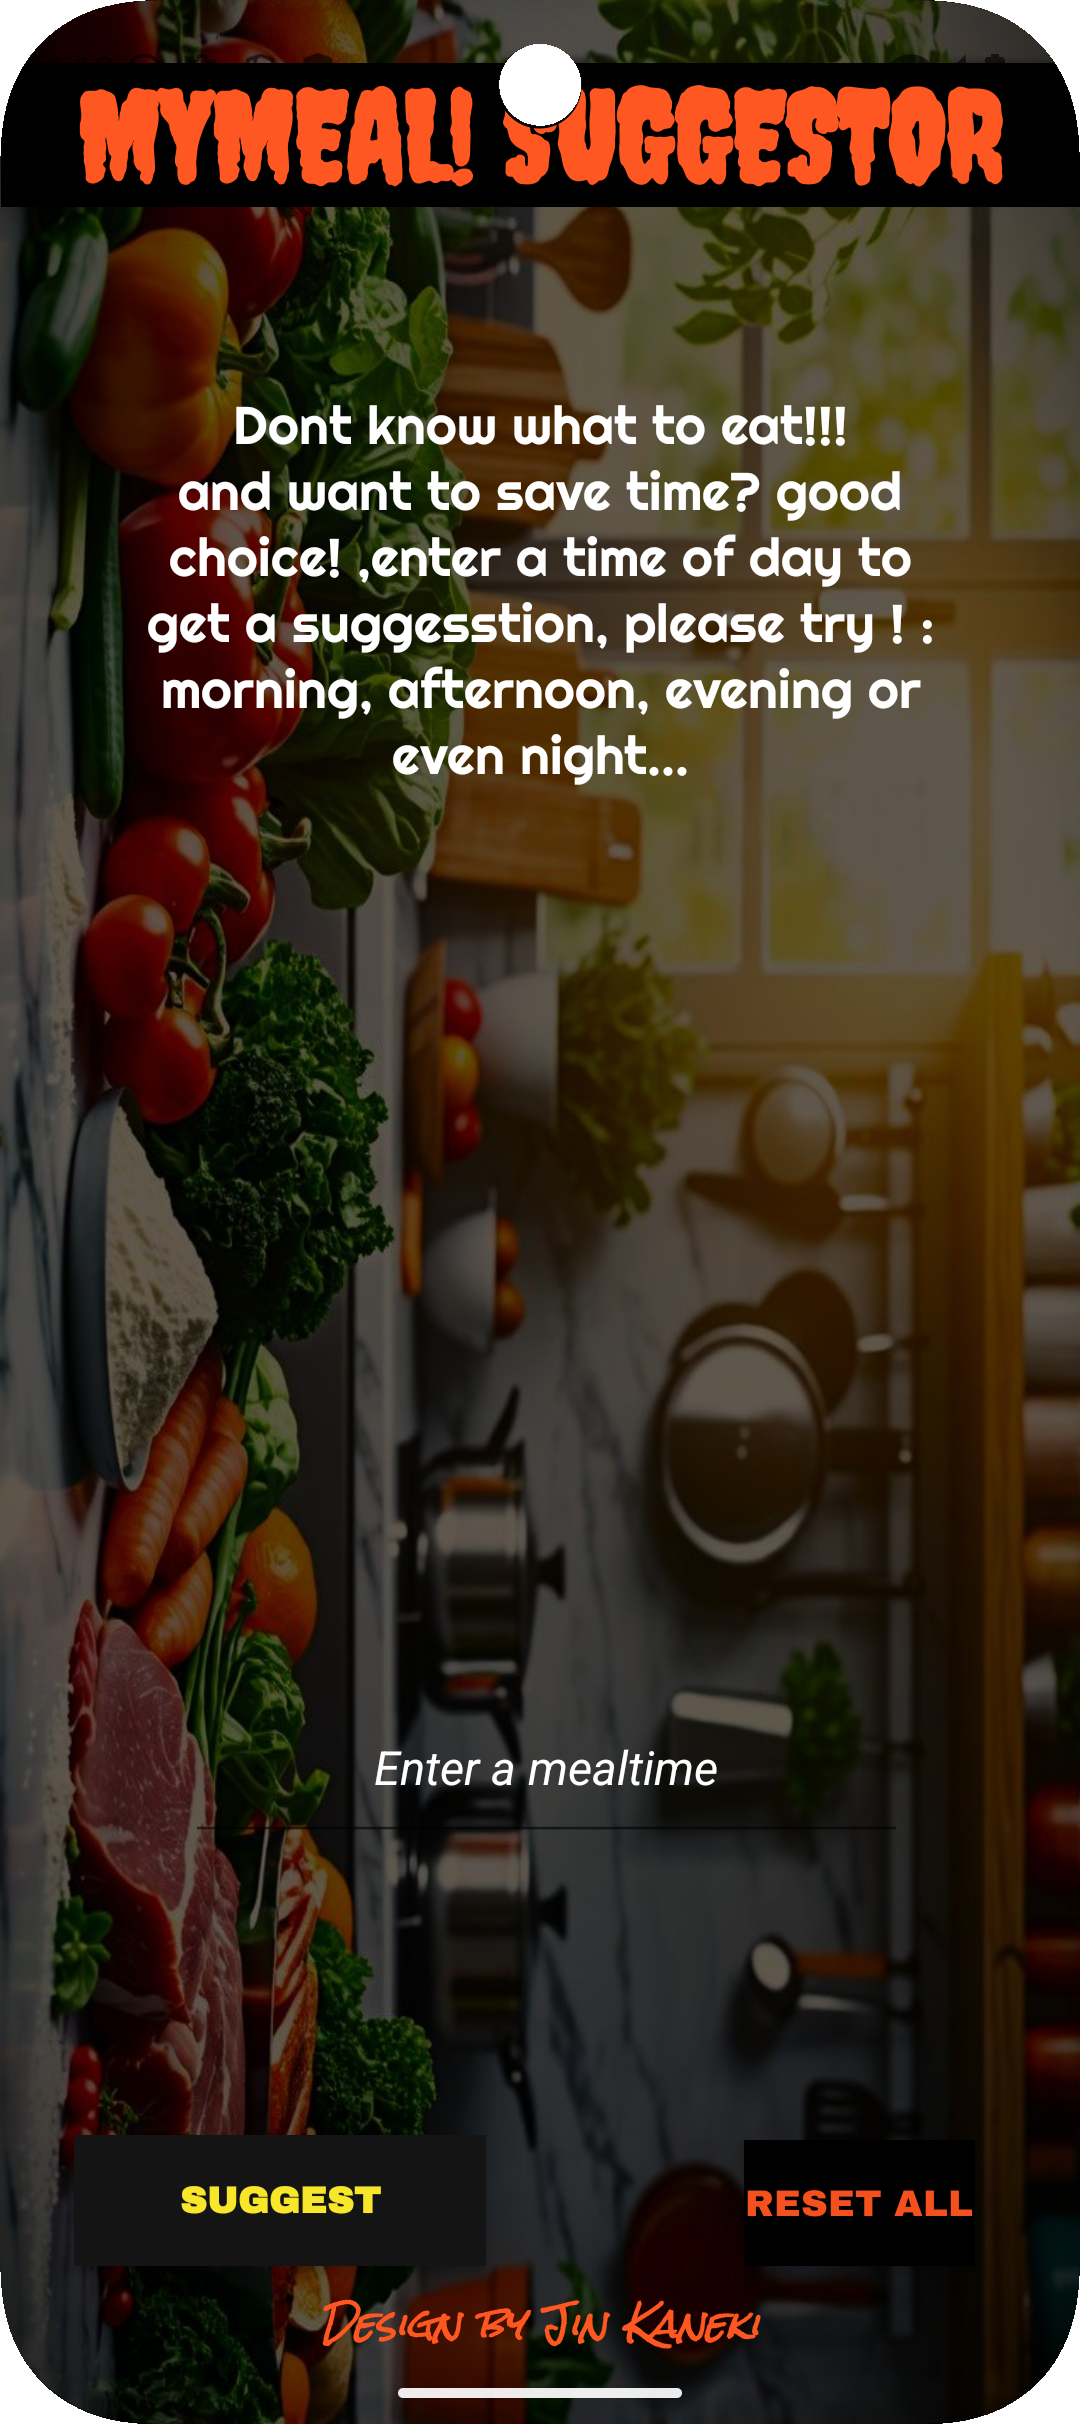 MYMEAL! SUGGESTOR
Dont know what to eat!!!
and want to save time? good
choice! ,enter a time of day to
get a suggesstion, please try ! :
morning, afternoon, evening or
even night...
Enter a mealtime
SUGGEST
RESET ALL
Design by Jin Kaneki